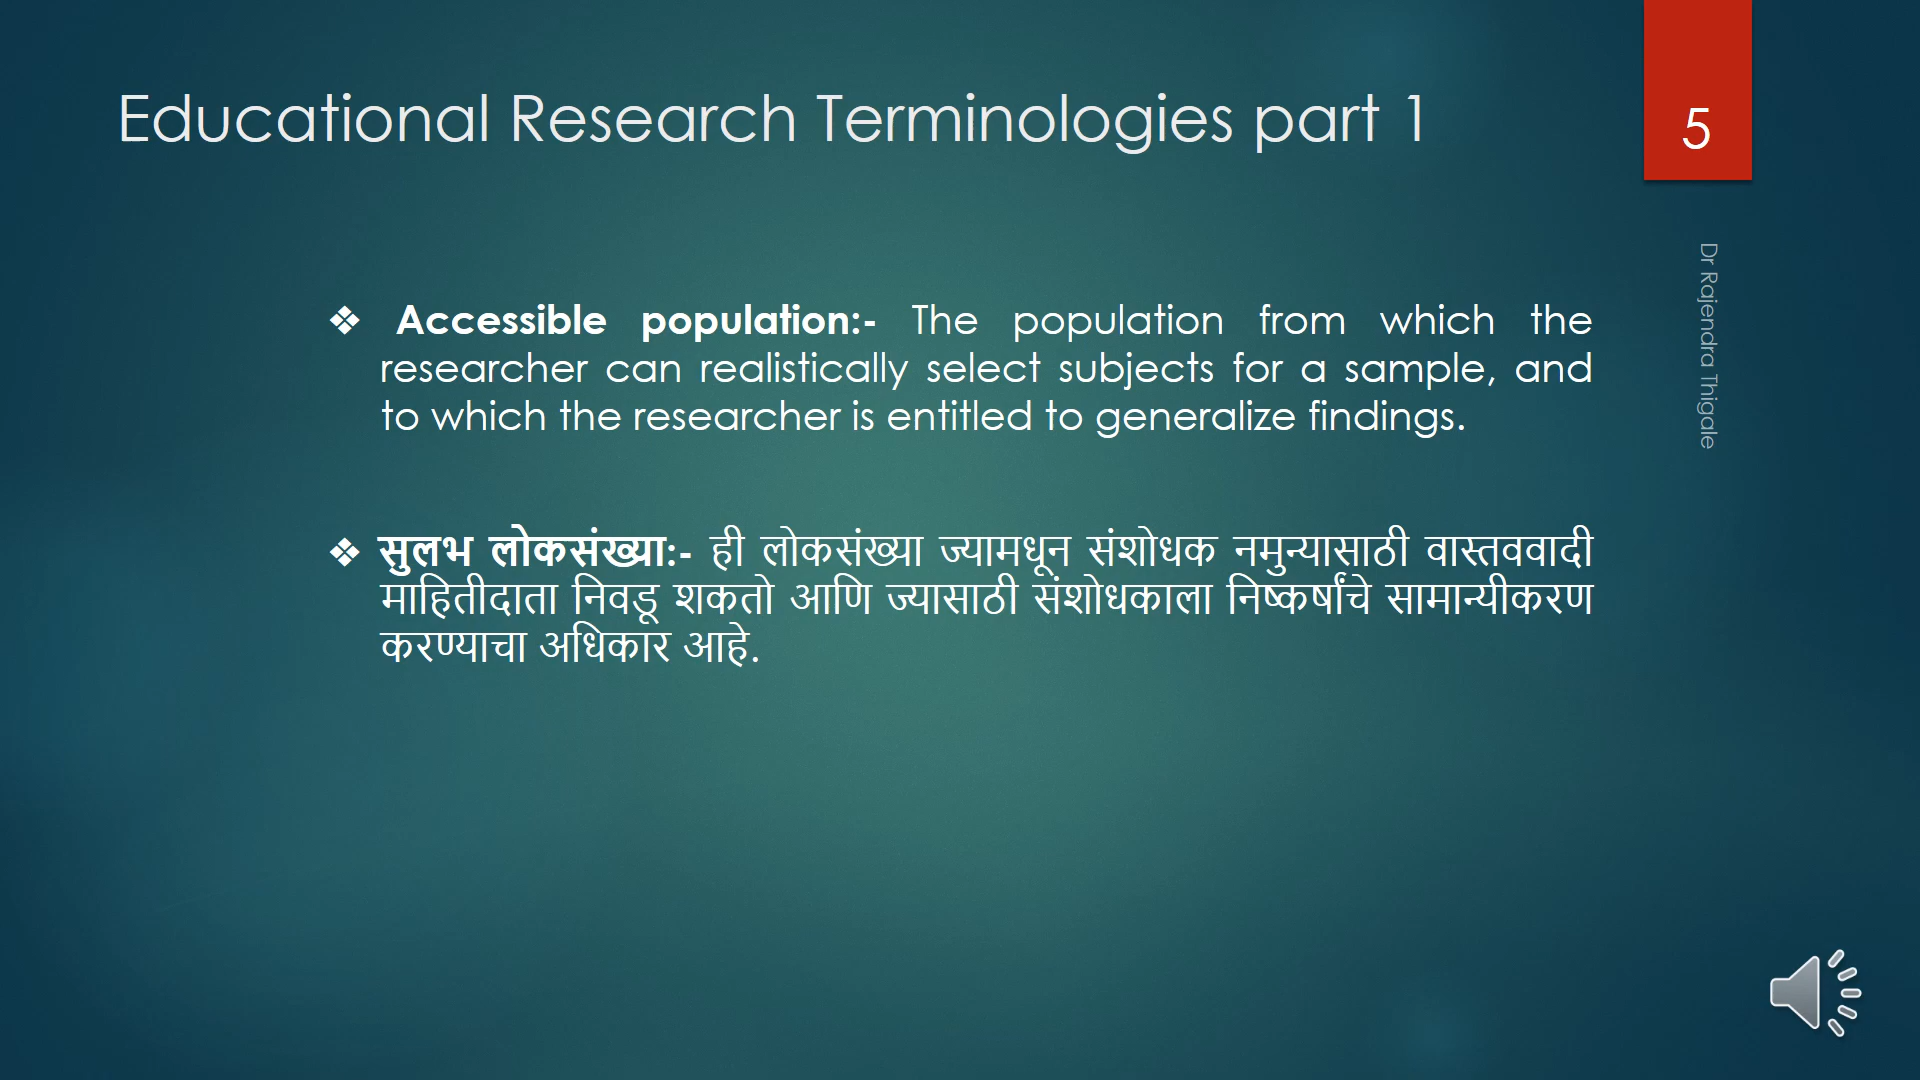 Educational Research Terminologies part 1
5
Dr Rajendra Thigale
❖ Accessible population:- The population from which the
researcher can realistically select subjects for a sample, and
to which the researcher is entitled to generalize findings.
❖ सुलभ लोकसंख्या:- ही लोकसंख्या ज्यामधून संशोधक नमुन्यासाठी वास्तववादी
माहितीदाता निवडू शकतो आणि ज्यासाठी संशोधकाला निष्कर्षांचे सामान्यीकरण
करण्याचा अधिकार आहे.